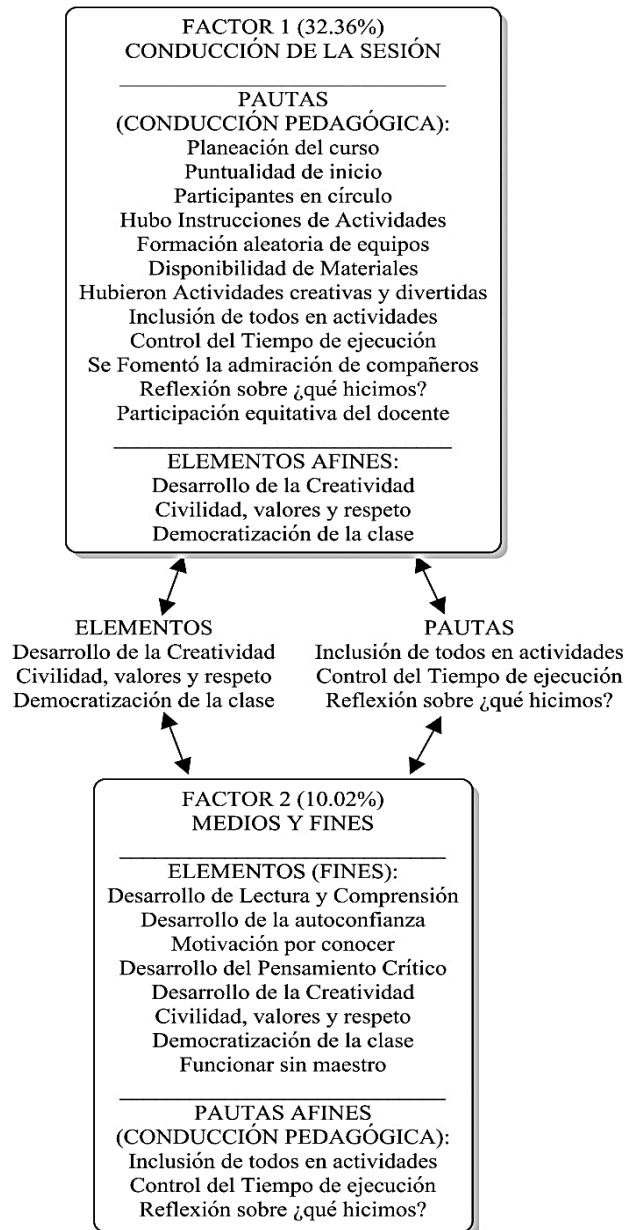 FACTOR 1 (32.36%)
CONDUCCIÓN DE LA SESIÓN
PAUTAS
(CONDUCCIÓN PEDAGÓGICA):
Planeación del curso
Puntualidad de inicio
Participantes en círculo
Hubo Instrucciones de Actividades
Formación aleatoria de equipos
Disponibilidad de Materiales
Hubieron Actividades creativas y divertidas
Inclusión de todos en actividades
Control del Tiempo de ejecución
Se Fomentó la admiración de compañeros
Reflexión sobre ¿qué hicimos?
Participación equitativa del docente
ELEMENTOS AFINES:
Desarrollo de la Creatividad
Civilidad, valores y respeto
Democratización de la clase
ELEMENTOS
Desarrollo de la Creatividad
Civilidad, valores y respeto
Democratización de la clase
PAUTAS
Inclusión de todos en actividades
Control del Tiempo de ejecución
Reflexión sobre ¿qué hicimos?
FACTOR 2 (10.02%)
MEDIOS Y FINES
ELEMENTOS (FINES):
Desarrollo de Lectura y Comprensión
Desarrollo de la autoconfianza
Motivación por conocer
Desarrollo del Pensamiento Crítico
Desarrollo de la Creatividad
Civilidad, valores y respeto
Democratización de la clase
Funcionar sin maestro
PAUTAS AFINES
(CONDUCCIÓN PEDAGÓGICA):
Inclusión de todos en actividades
Control del Tiempo de ejecución
Reflexión sobre ¿qué hicimos?